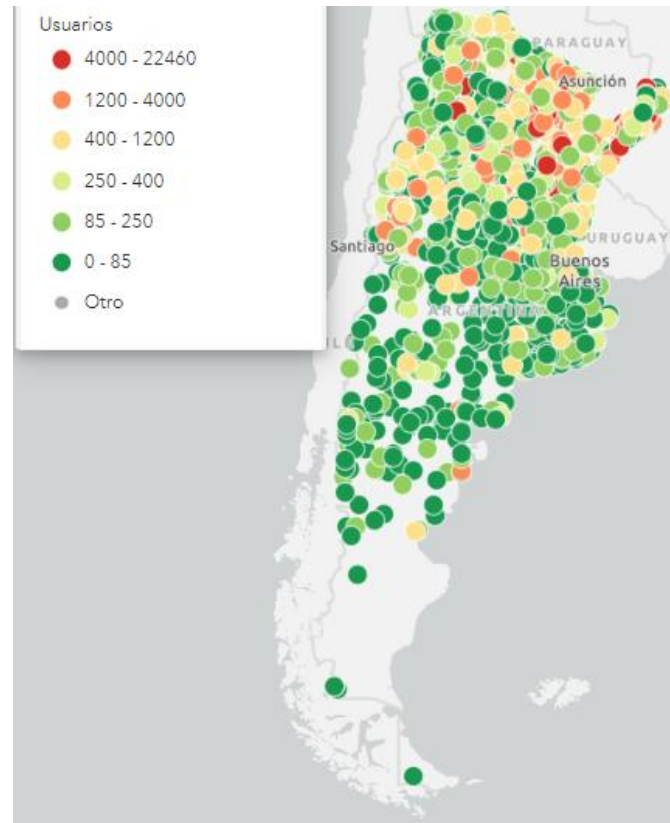 Usuarios
4000 - 22460
1200 - 4000
400 - 1200
250 - 400
85 - 250
0 - 85
Otro
PARAGUAY
Asunción
Santiago
URUGUAY
Buenos
Aires
ARGENTINA